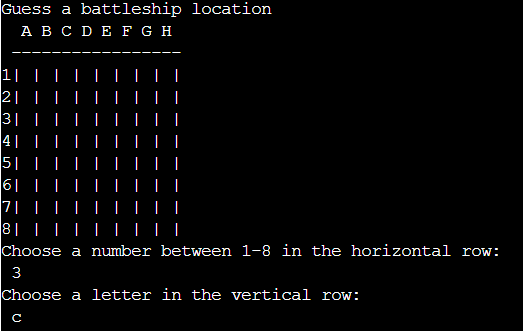 Guess a battleship location
  A B C D E F G H
 -----------------
1| | | | | | | | |
2| | | | | | | | |
3| | | | | | | | |
4| | | | | | | | |
5| | | | | | | | |
6| | | | | | | | |
7| | | | | | | | |
8| | | | | | | | |
Choose a number between 1-8 in the horizontal row:
 3
Choose a letter in the vertical row:
 c